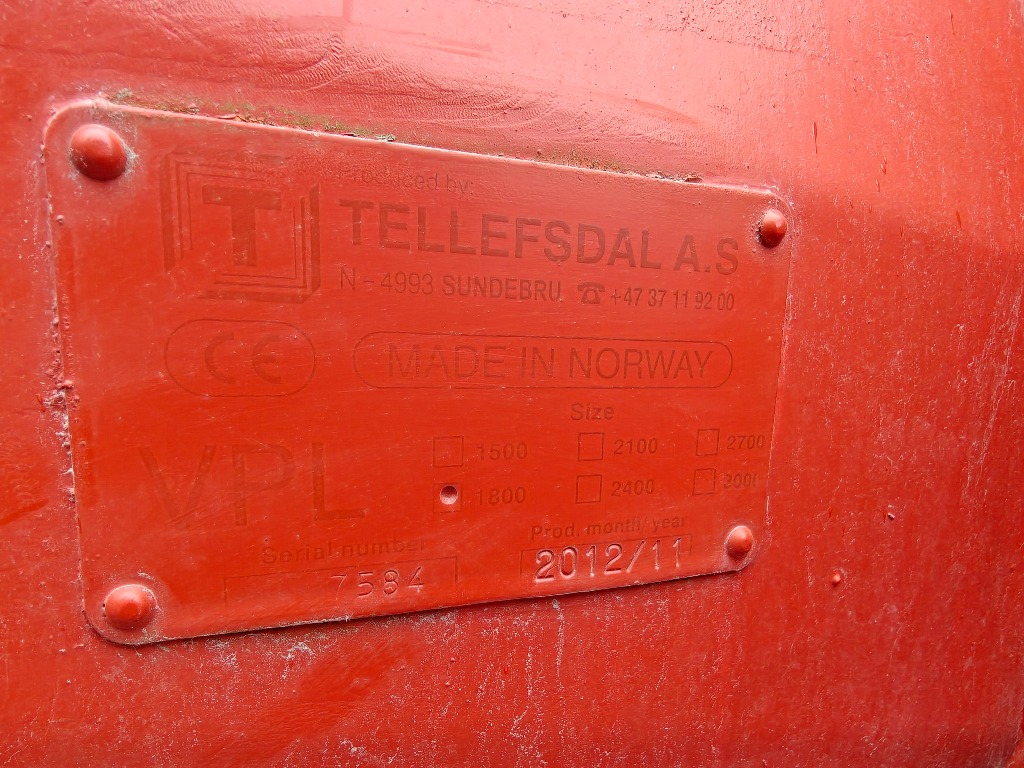 T
Produced by:
TELLEFSDAL A.S
N - 4993 SUNDEBRU ☎ +47 37 11 92 00
CE MADE IN NORWAY
Size
VPL
1500 2100 2700
1800 2400 3000
Serial number Prod. month/year
7584 2012/11